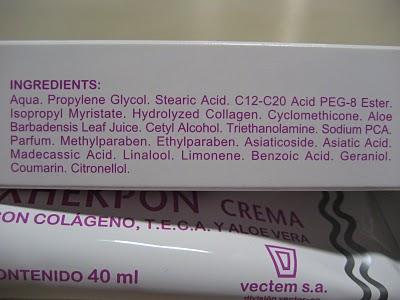 INGREDIENTS:
Aqua. Propylene Glycol. Stearic Acid. C12-C20 Acid PEG-8 Ester.
Isopropyl Myristate. Hydrolyzed Collagen. Cyclomethicone. Aloe
Barbadensis Leaf Juice. Cetyl Alcohol. Triethanolamine. Sodium PCA.
Parfum. Methylparaben. Ethylparaben. Asiaticoside. Asiatic Acid.
Madecassic Acid. Linalool. Limonene. Benzoic Acid. Geraniol.
Coumarin. Citronellol.
XHEKPON CREMA
CON COLÁGENO, T.E.C.A. Y ALOE VERA
CONTENIDO 40 ml
vectem s.a.
división